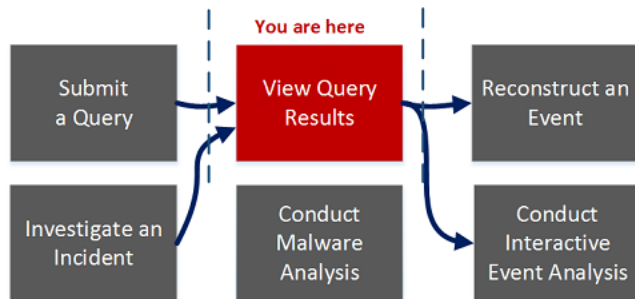 You are here
Submit
a Query
View Query
Results
Reconstruct an
Event
Investigate an
Incident
Conduct
Malware
Analysis
Conduct
Interactive
Event Analysis